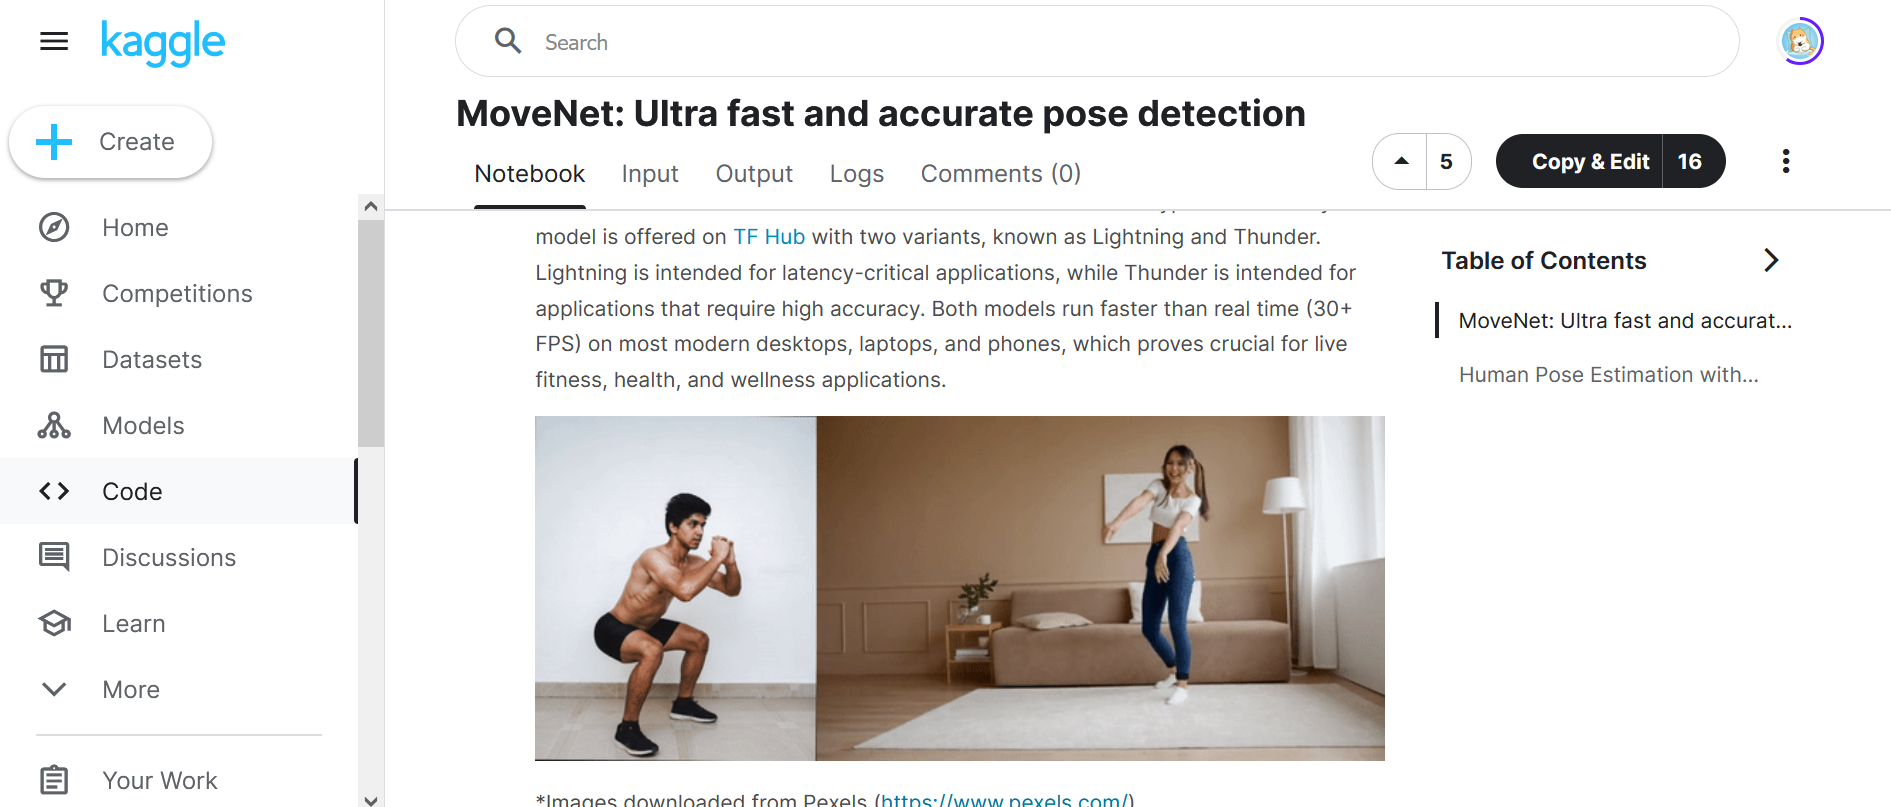 kaggle
Search
Create
MoveNet: Ultra fast and accurate pose detection
Notebook Input Output Logs Comments (0)
5
Copy & Edit 16
Home
Competitions
Datasets
Models
Code
Discussions
Learn
More
Your Work
model is offered on TF Hub with two variants, known as Lightning and Thunder.
Lightning is intended for latency-critical applications, while Thunder is intended for
applications that require high accuracy. Both models run faster than real time (30+
FPS) on most modern desktops, laptops, and phones, which proves crucial for live
fitness, health, and wellness applications.
*Images downloaded from Pexels (https://www.pexels.com/)
Table of Contents
MoveNet: Ultra fast and accurat...
Human Pose Estimation with...